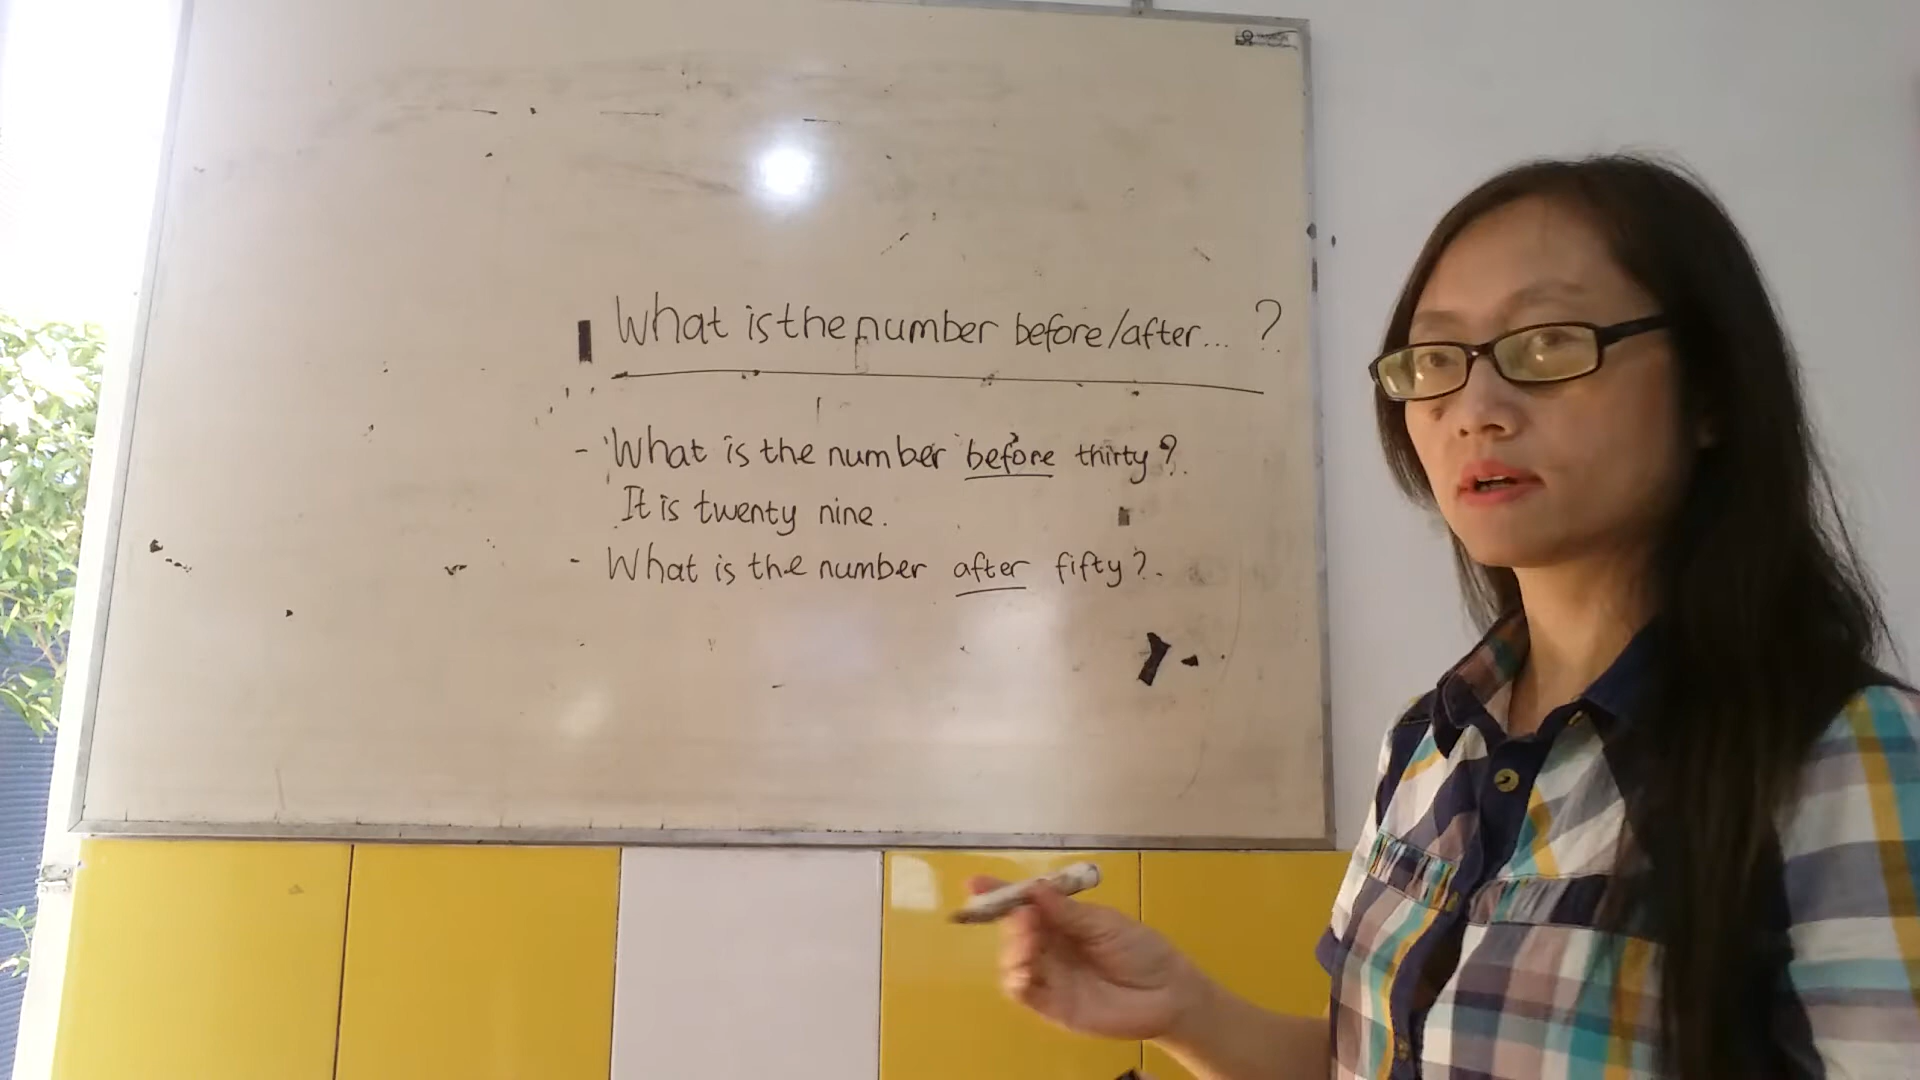 What is the number before/after... ?
- What is the number before thirty?
It is twenty nine.
- What is the number after fifty?